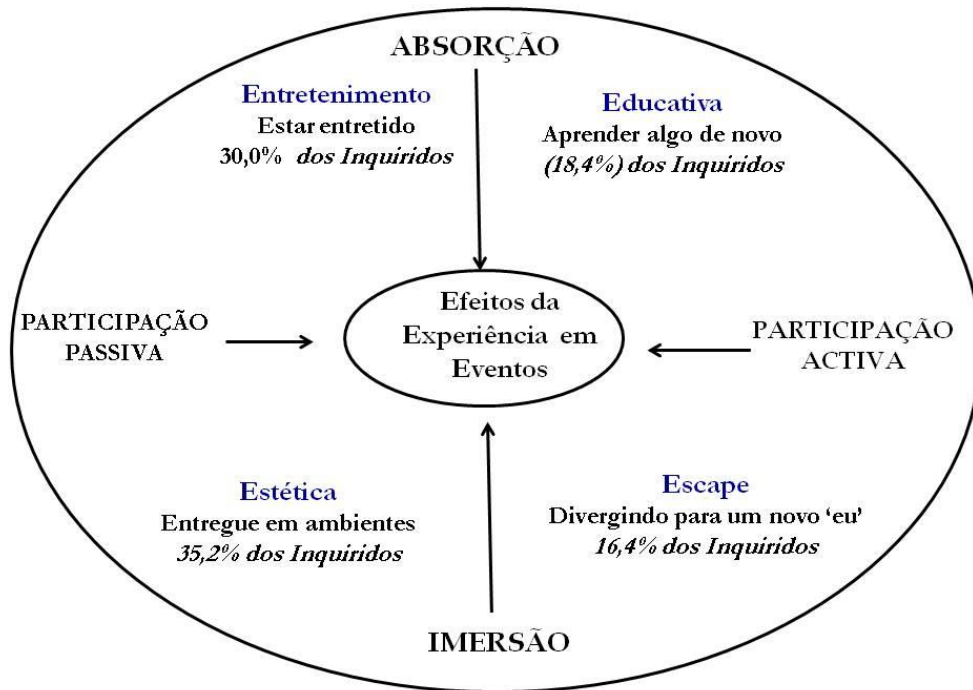 ABSORÇÃO
Entretenimento
Estar entretido
30,0% dos Inquiridos
Educativa
Aprender algo de novo
(18,4%) dos Inquiridos
PARTICIPAÇÃO
PASSIVA
Efeitos da
Experiência em
Eventos
PARTICIPAÇÃO
ACTIVA
Estética
Entregue em ambientes
35,2% dos Inquiridos
Escape
Divergindo para um novo ‘eu’
16,4% dos Inquiridos
IMERSÃO